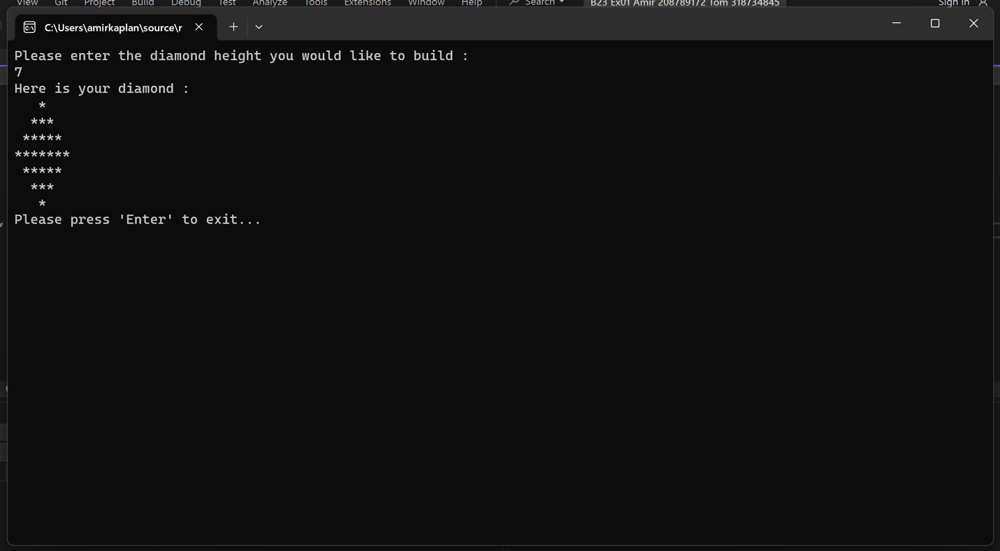 View Git Project Build Debug Test Analyze Tools Extensions Window Help Search B23 Ex01 Amir 208789172 Tom 318734845 Sign in
C:\Users\amirkaplan\source\r
Please enter the diamond height you would like to build :
7
Here is your diamond :
   *
  ***
 *****
*******
 *****
  ***
   *
Please press 'Enter' to exit...